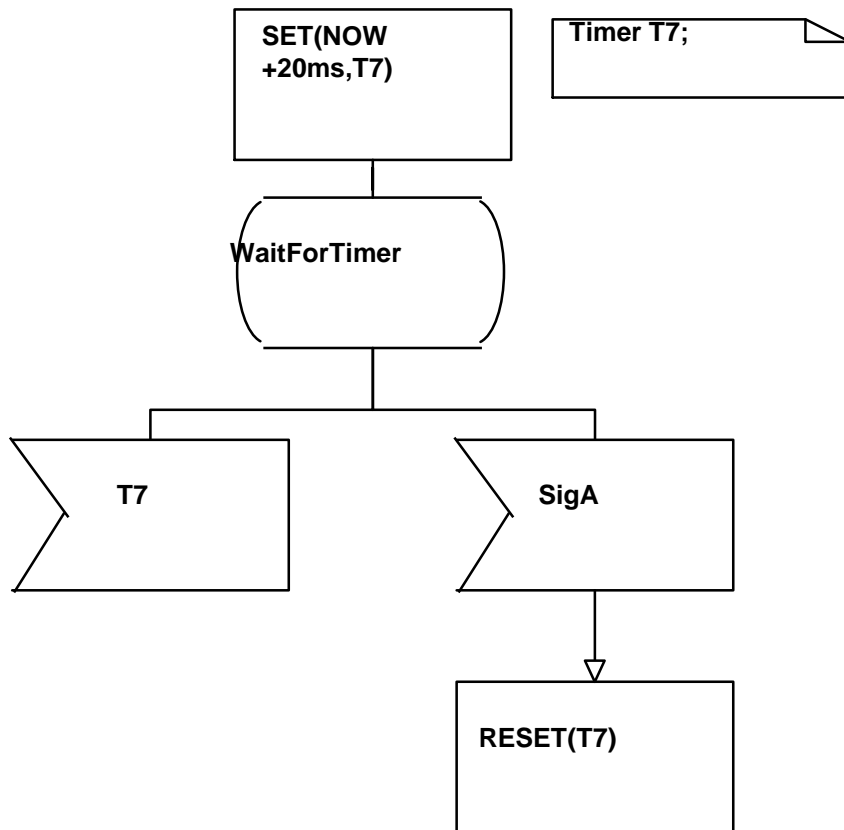 SET(NOW
+20ms,T7)
Timer T7;
WaitForTimer
T7
SigA
RESET(T7)